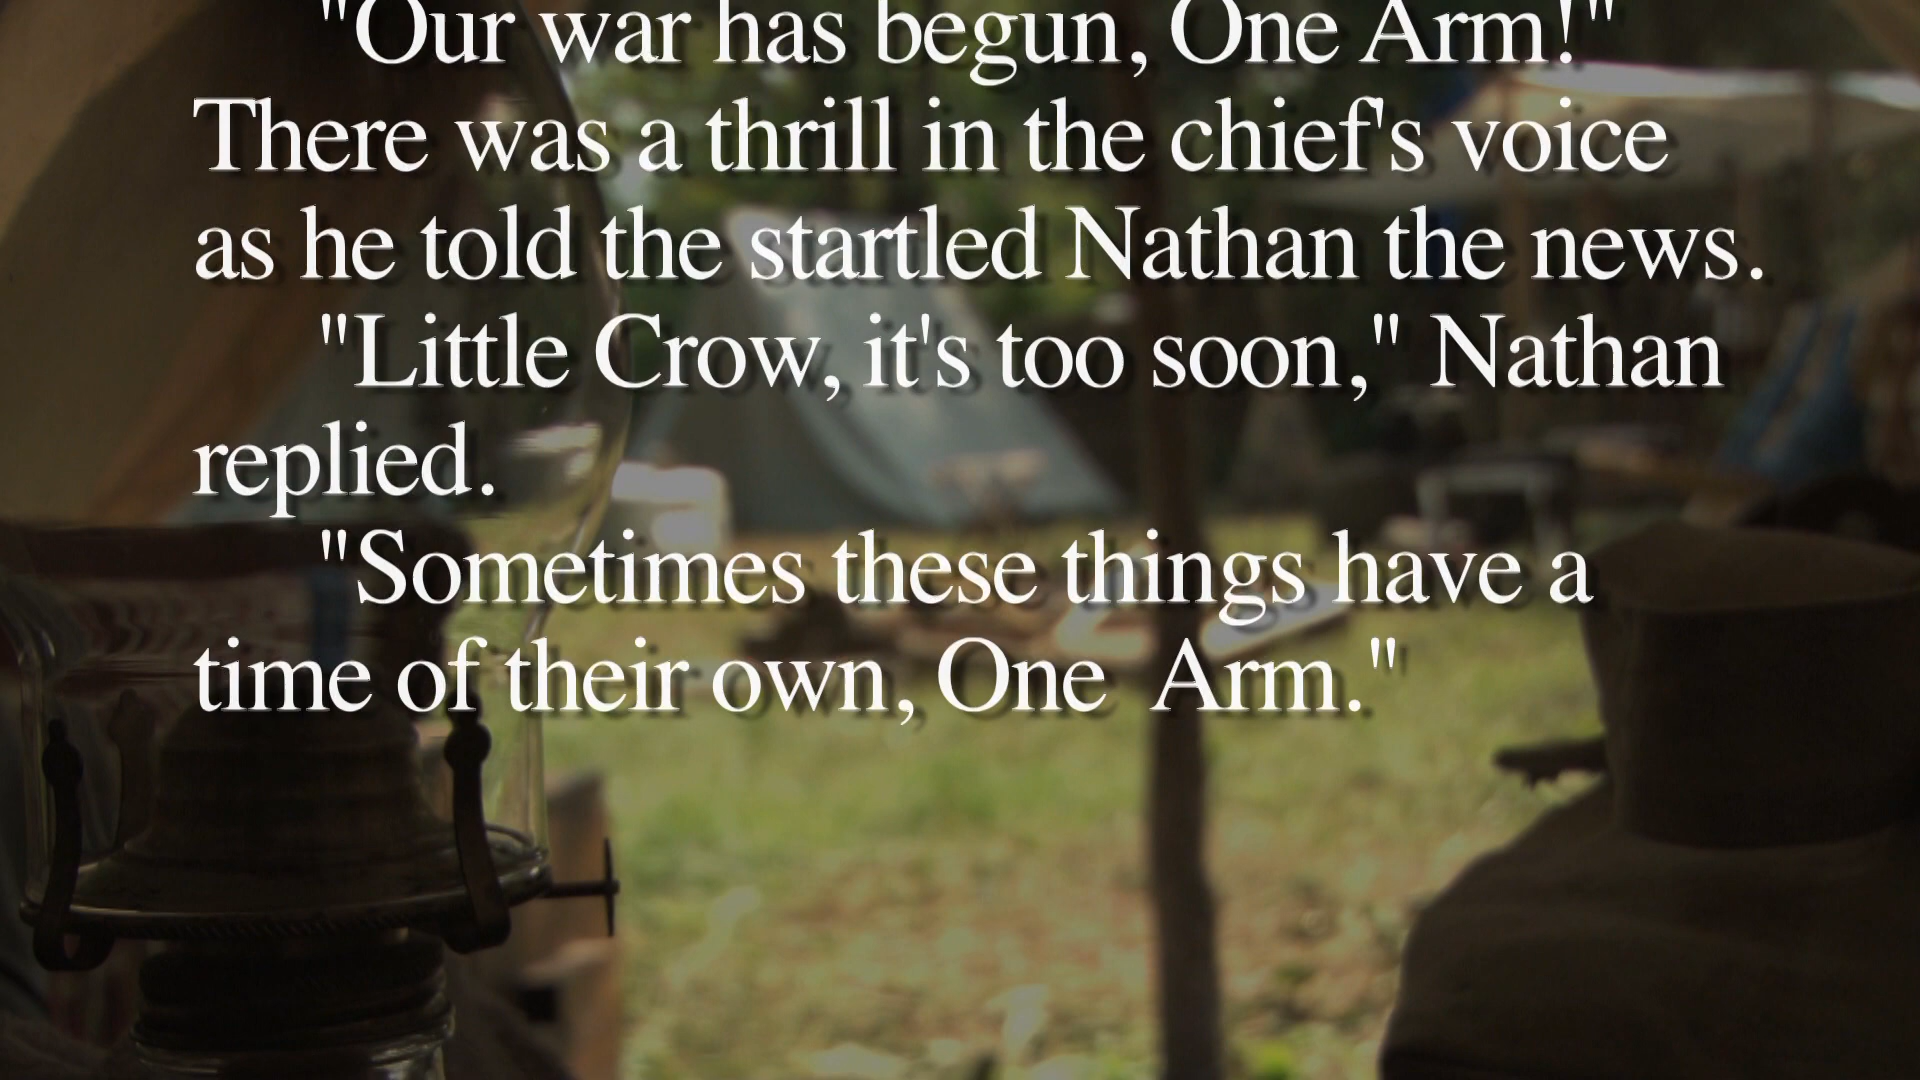 "Our war has begun, One Arm!"
There was a thrill in the chief's voice
as he told the startled Nathan the news.
"Little Crow, it's too soon," Nathan
replied.
"Sometimes these things have a
time of their own, One Arm."